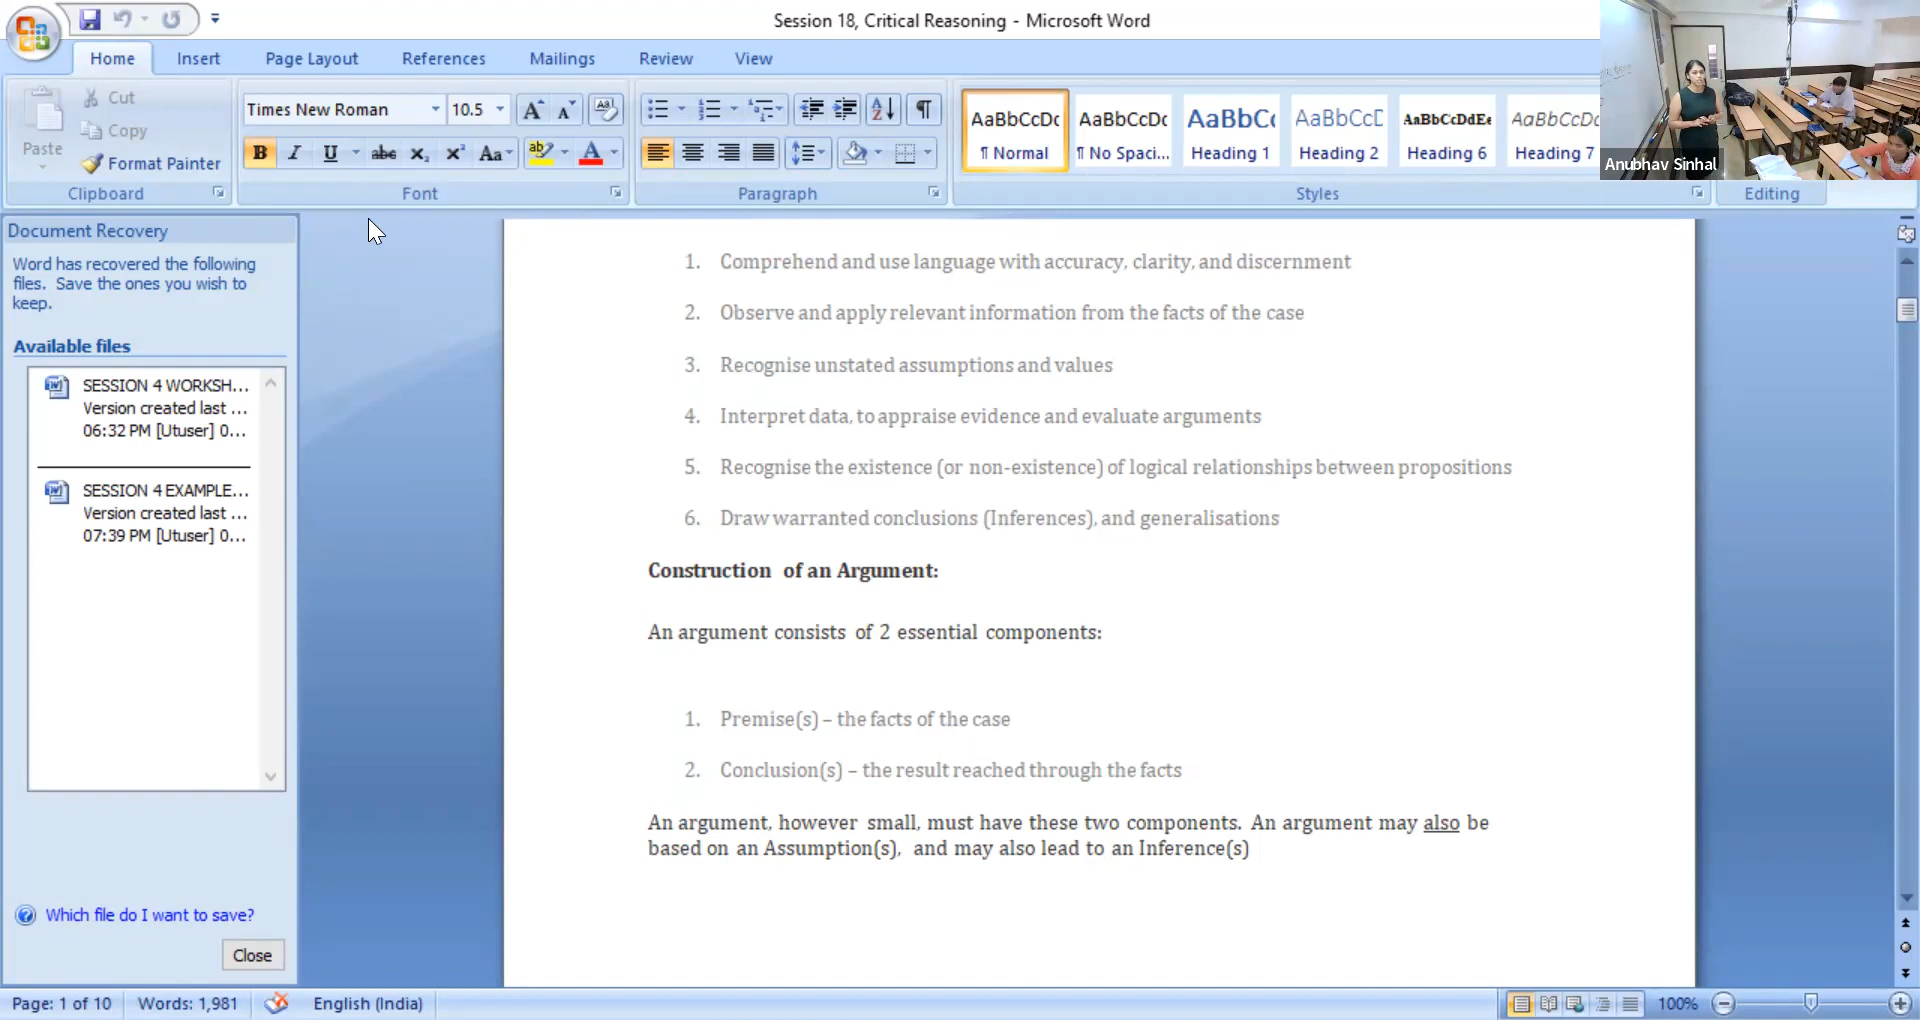 Session 18, Critical Reasoning - Microsoft Word
Home Insert Page Layout References Mailings Review View
Paste
Cut
Copy
Format Painter
Clipboard
Times New Roman 10.5
Font
Paragraph
AaBbCcDc AaBbCcDc AaBbC AaBbCcD AaBbCcDdEe AaBbCcDc
¶ Normal ¶ No Spaci... Heading 1 Heading 2 Heading 6 Heading 7
Styles
Editing
Anubhav Sinhal
Document Recovery
Word has recovered the following
files. Save the ones you wish to
keep.
Available files
SESSION 4 WORKSH...
Version created last ...
06:32 PM [Utuser] 0...
SESSION 4 EXAMPLE...
Version created last ...
07:39 PM [Utuser] 0...
Which file do I want to save?
Close
1. Comprehend and use language with accuracy, clarity, and discernment
2. Observe and apply relevant information from the facts of the case
3. Recognise unstated assumptions and values
4. Interpret data, to appraise evidence and evaluate arguments
5. Recognise the existence (or non-existence) of logical relationships between propositions
6. Draw warranted conclusions (Inferences), and generalisations
Construction of an Argument:
An argument consists of 2 essential components:
1. Premise(s) – the facts of the case
2. Conclusion(s) – the result reached through the facts
An argument, however small, must have these two components. An argument may also be
based on an Assumption(s), and may also lead to an Inference(s)
Page: 1 of 10 Words: 1,981 English (India) 100%